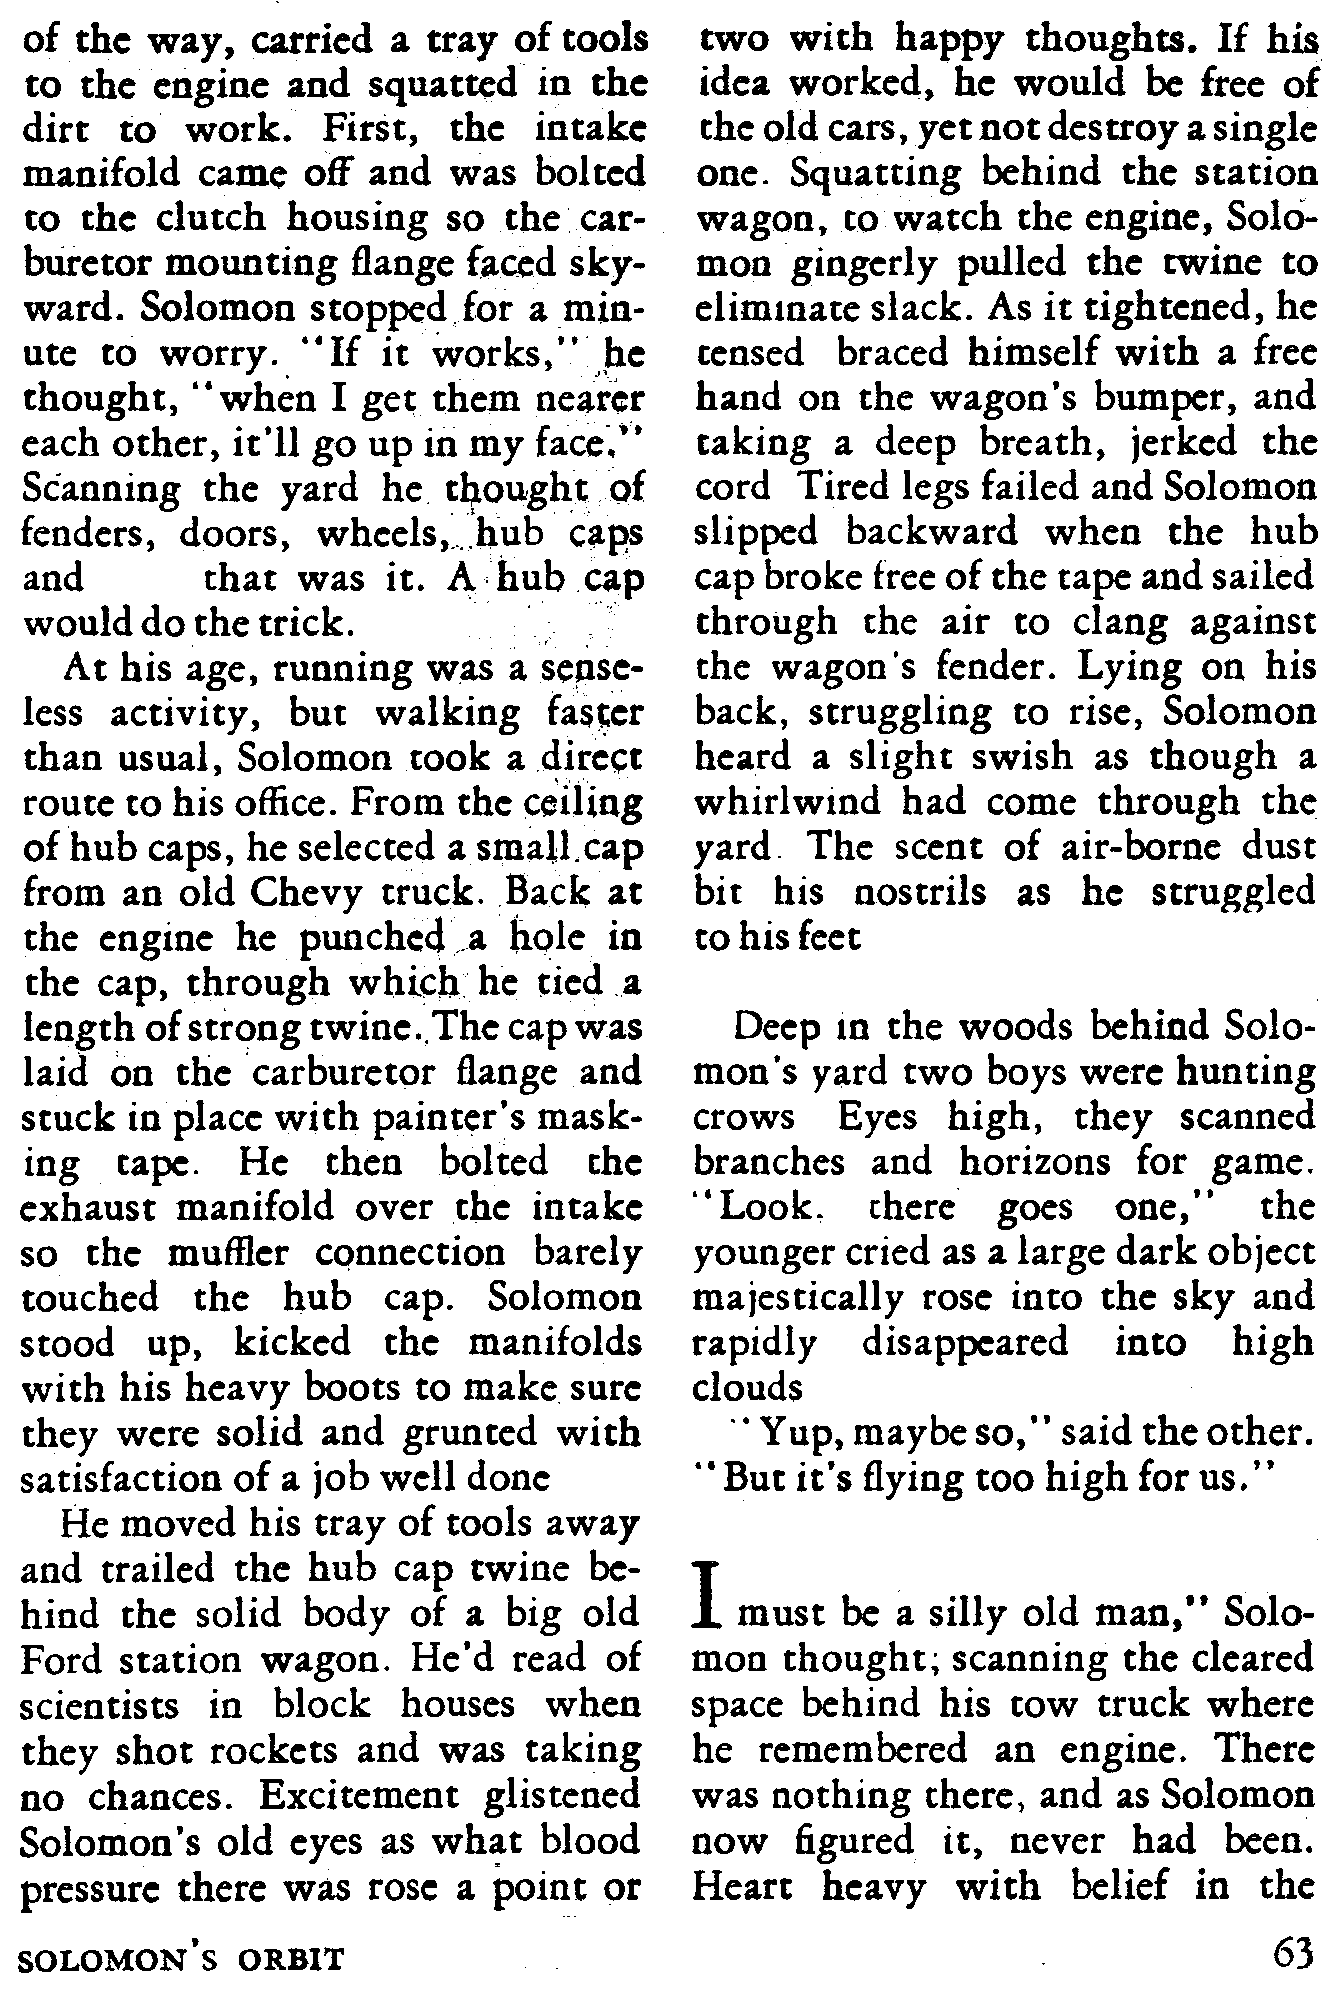 of the way, carried a tray of tools
to the engine and squatted in the
dirt to work. First, the intake
manifold came off and was bolted
to the clutch housing so the car-
buretor mounting flange faced sky-
ward. Solomon stopped for a min-
ute to worry. "If it works," he
thought, "when I get them nearer
each other, it'll go up in my face."
Scanning the yard he thought of
fenders, doors, wheels, hub caps
and that was it. A hub cap
would do the trick.
At his age, running was a sense-
less activity, but walking faster
than usual, Solomon took a direct
route to his office. From the ceiling
of hub caps, he selected a small cap
from an old Chevy truck. Back at
the engine he punched a hole in
the cap, through which he tied a
length of strong twine. The cap was
laid on the carburetor flange and
stuck in place with painter's mask-
ing tape. He then bolted the
exhaust manifold over the intake
so the muffler connection barely
touched the hub cap. Solomon
stood up, kicked the manifolds
with his heavy boots to make sure
they were solid and grunted with
satisfaction of a job well done
He moved his tray of tools away
and trailed the hub cap twine be-
hind the solid body of a big old
Ford station wagon. He'd read of
scientists in block houses when
they shot rockets and was taking
no chances. Excitement glistened
Solomon's old eyes as what blood
pressure there was rose a point or
two with happy thoughts. If his
idea worked, he would be free of
the old cars, yet not destroy a single
one. Squatting behind the station
wagon, to watch the engine, Solo-
mon gingerly pulled the twine to
eliminate slack. As it tightened, he
tensed braced himself with a free
hand on the wagon's bumper, and
taking a deep breath, jerked the
cord Tired legs failed and Solomon
slipped backward when the hub
cap broke free of the tape and sailed
through the air to clang against
the wagon's fender. Lying on his
back, struggling to rise, Solomon
heard a slight swish as though a
whirlwind had come through the
yard. The scent of air-borne dust
bit his nostrils as he struggled
to his feet
Deep in the woods behind Solo-
mon's yard two boys were hunting
crows Eyes high, they scanned
branches and horizons for game.
"Look. there goes one," the
younger cried as a large dark object
majestically rose into the sky and
rapidly disappeared into high
clouds
"Yup, maybe so," said the other.
"But it's flying too high for us."
I must be a silly old man," Solo-
mon thought; scanning the cleared
space behind his tow truck where
he remembered an engine. There
was nothing there, and as Solomon
now figured it, never had been.
Heart heavy with belief in the
SOLOMON'S ORBIT
63